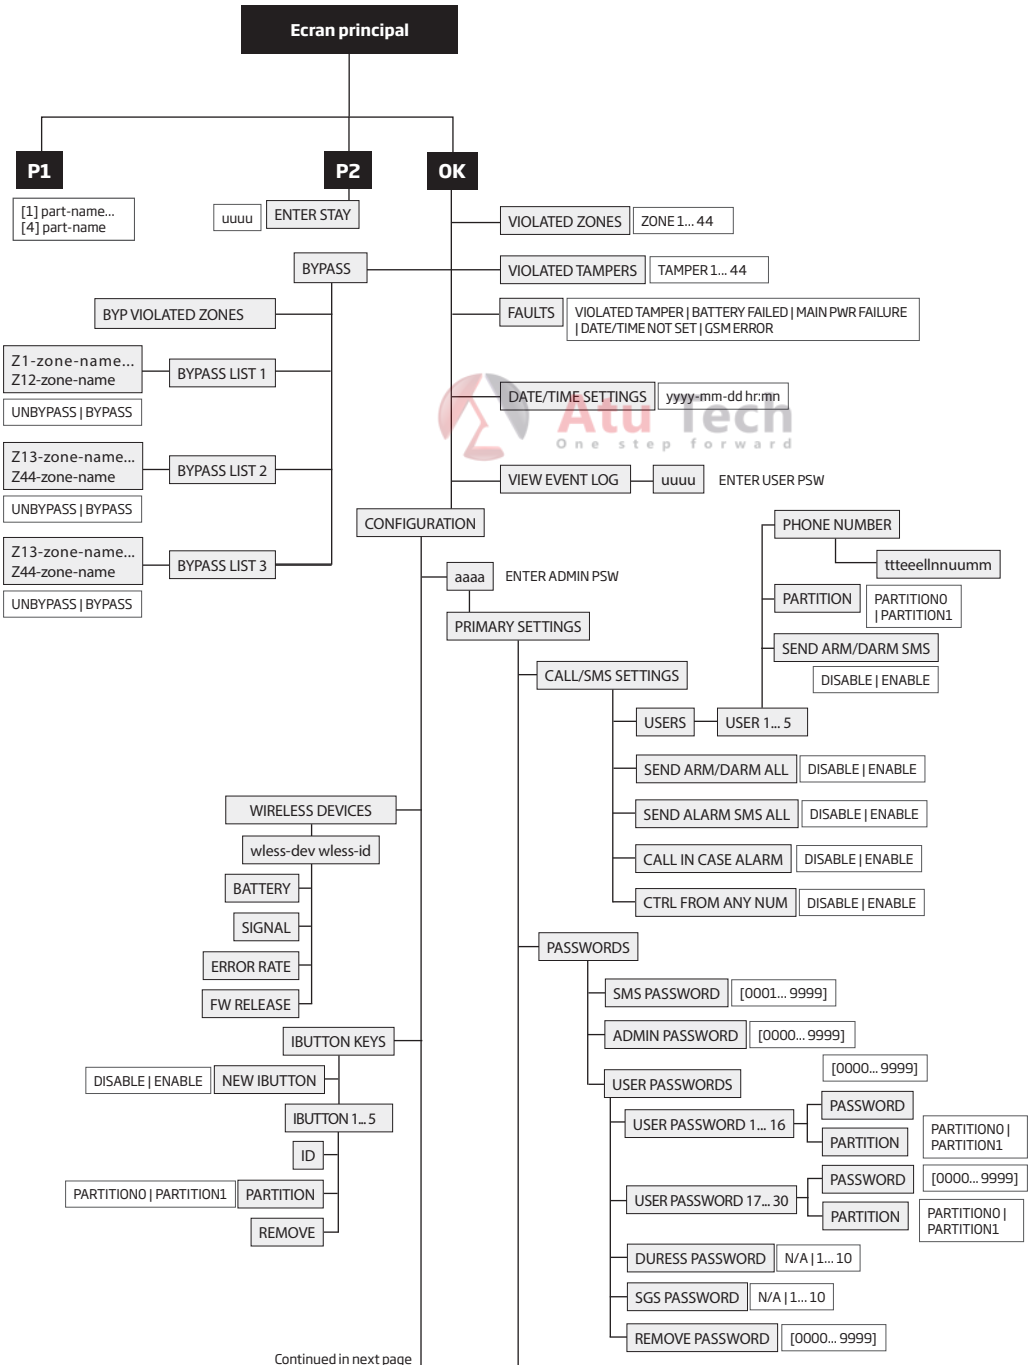 Ecran principal
P1
P2
OK
[1] part-name...
[4] part-name
uuuu
ENTER STAY
VIOLATED ZONES
ZONE 1... 44
BYPASS
VIOLATED TAMPERS
TAMPER 1... 44
BYP VIOLATED ZONES
FAULTS
VIOLATED TAMPER | BATTERY FAILED | MAIN PWR FAILURE
| DATE/TIME NOT SET | GSM ERROR
Z1-zone-name...
Z12-zone-name
BYPASS LIST 1
UNBYPASS | BYPASS
DATE/TIME SETTINGS
yyyy-mm-dd hr:mn
Atu Tech
One step forward
Z13-zone-name...
Z44-zone-name
BYPASS LIST 2
UNBYPASS | BYPASS
VIEW EVENT LOG
uuuu
ENTER USER PSW
CONFIGURATION
Z13-zone-name...
Z44-zone-name
BYPASS LIST 3
UNBYPASS | BYPASS
aaaa
ENTER ADMIN PSW
PRIMARY SETTINGS
PHONE NUMBER
ttteeellnnuumm
PARTITION
PARTITION0
| PARTITION1
SEND ARM/DARM SMS
DISABLE | ENABLE
CALL/SMS SETTINGS
USERS
USER 1... 5
SEND ARM/DARM ALL
DISABLE | ENABLE
SEND ALARM SMS ALL
DISABLE | ENABLE
CALL IN CASE ALARM
DISABLE | ENABLE
CTRL FROM ANY NUM
DISABLE | ENABLE
WIRELESS DEVICES
wless-dev wless-id
BATTERY
SIGNAL
ERROR RATE
FW RELEASE
PASSWORDS
SMS PASSWORD
[0001... 9999]
ADMIN PASSWORD
[0000... 9999]
IBUTTON KEYS
DISABLE | ENABLE
NEW IBUTTON
IBUTTON 1... 5
ID
PARTITION0 | PARTITION1
PARTITION
REMOVE
USER PASSWORDS
[0000... 9999]
USER PASSWORD 1... 16
PASSWORD
PARTITION
PARTITION0 |
PARTITION1
USER PASSWORD 17... 30
PASSWORD
[0000... 9999]
PARTITION
PARTITION0 |
PARTITION1
DURESS PASSWORD
N/A | 1... 10
SGS PASSWORD
N/A | 1... 10
REMOVE PASSWORD
[0000... 9999]
Continued in next page